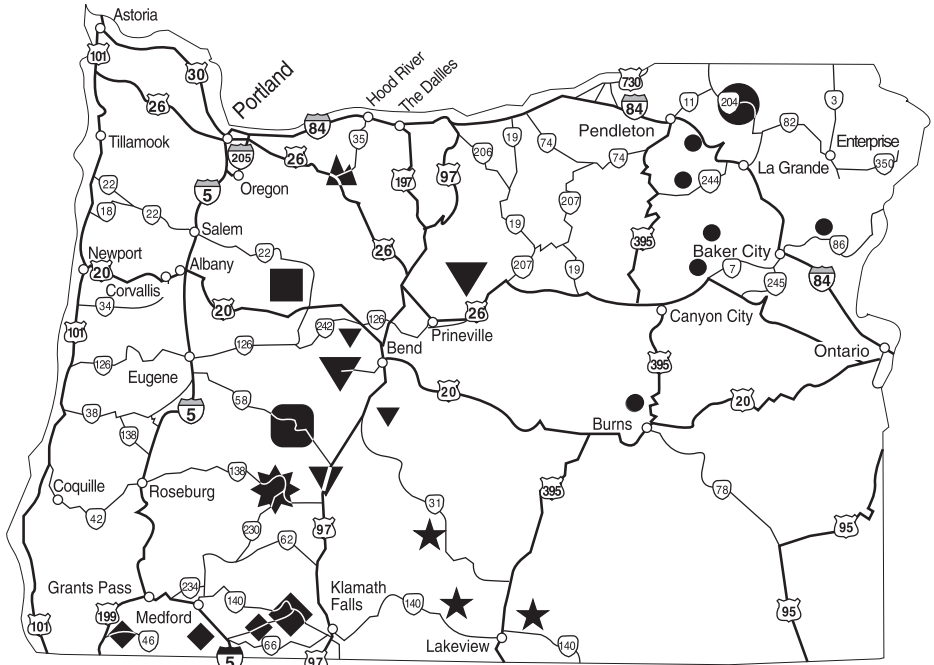 Astoria
101
730
30
Hood River
The Dallles
Portland
84
11
204
3
26
84
Pendleton
82
35
19
74
Enterprise
Tillamook
205
26
206
74
La Grande
350
22
Oregon
197
97
244
5
207
18
22
Salem
19
395
86
Newport
22
26
Baker City
20
Albany
207
19
7
84
Corvallis
245
34
20
26
Canyon City
101
242
126
Prineville
126
Bend
Ontario
126
Eugene
395
58
20
20
38
5
Burns
138
138
Coquille
Roseburg
31
395
78
42
230
97
95
62
Grants Pass
234
Klamath
Falls
140
140
199
Medford
95
101
46
66
Lakeview
140
5
97